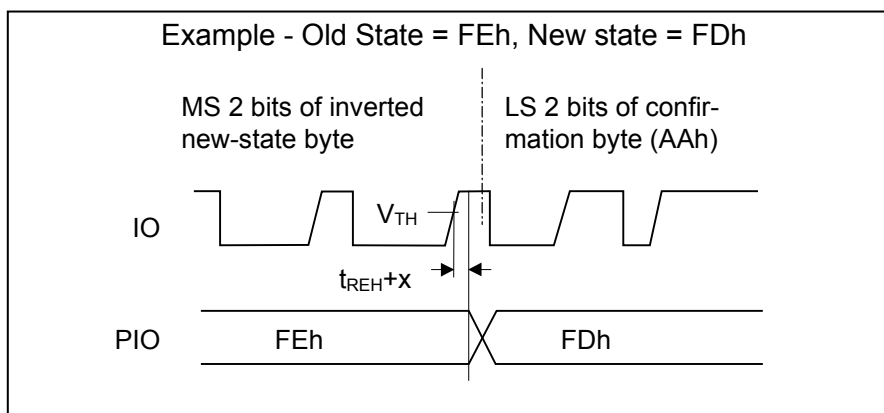 Example - Old State = FEh, New state = FDh
MS 2 bits of inverted
new-state byte
LS 2 bits of confir-
mation byte (AAh)
IO
VTH
tREH+x
PIO
FEh
FDh